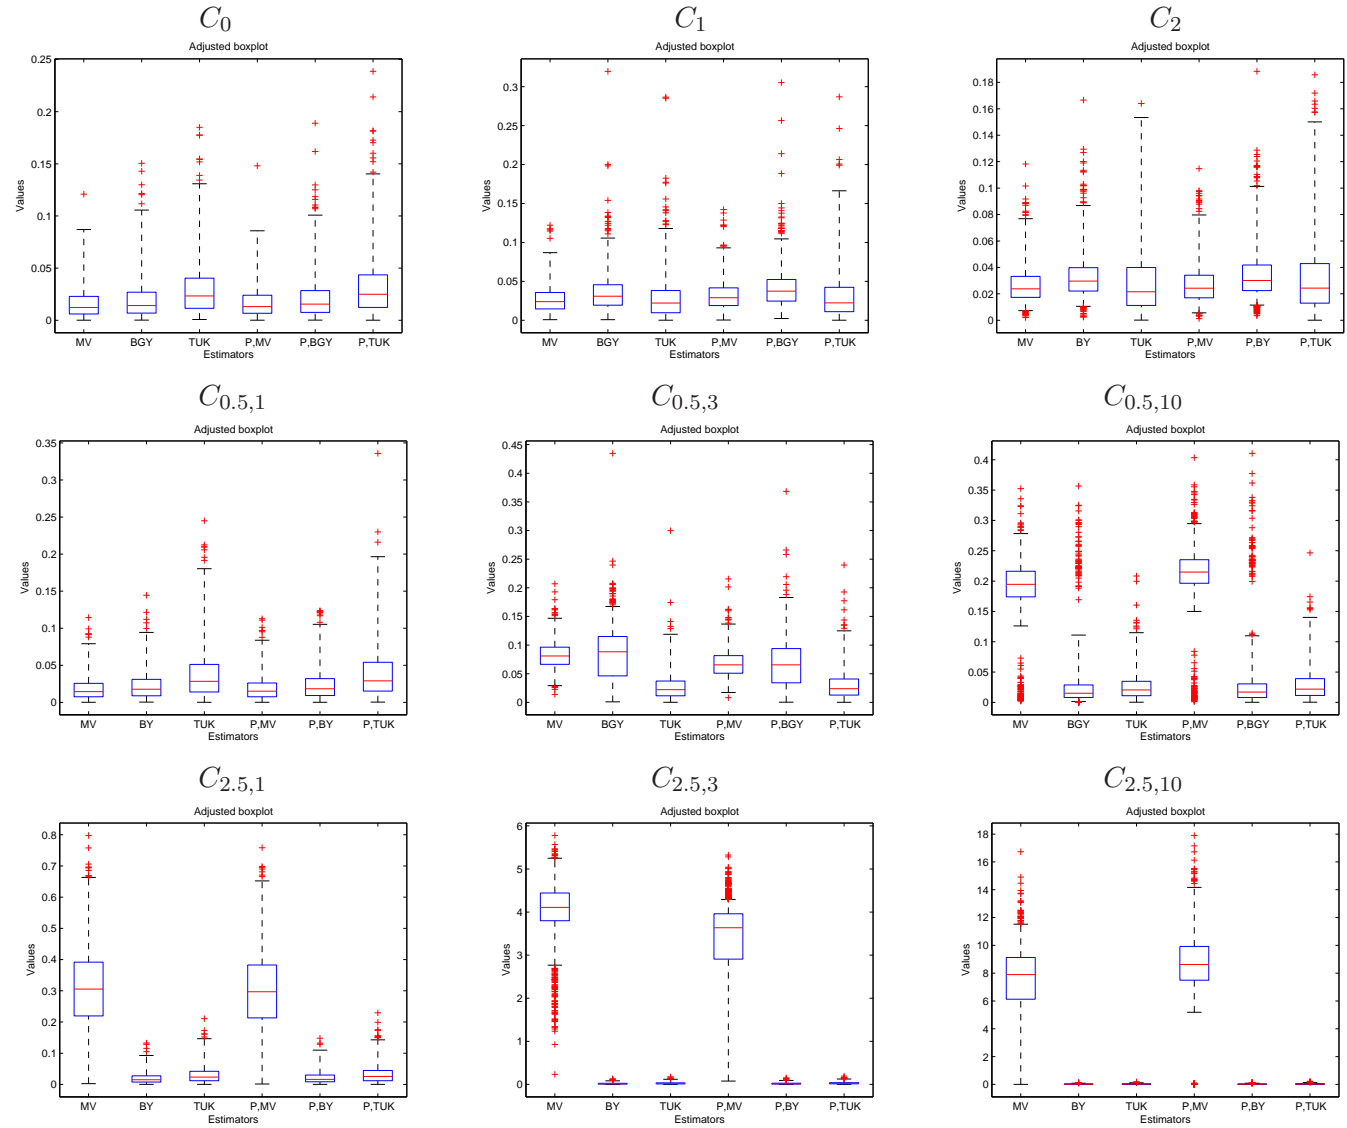 C0 C1 C2
Adjusted boxplot Adjusted boxplot Adjusted boxplot
0.25
0.2
0.15
0.1
0.05
0
Values
MV BGY TUK P,MV P,BGY P,TUK
Estimators
0.3
0.25
0.2
0.15
0.1
0.05
0
Values
MV BGY TUK P,MV P,BGY P,TUK
Estimators
0.18
0.16
0.14
0.12
0.1
0.08
0.06
0.04
0.02
0
Values
MV BY TUK P,MV P,BY P,TUK
Estimators
C0.5,1 C0.5,3 C0.5,10
Adjusted boxplot Adjusted boxplot Adjusted boxplot
0.35
0.3
0.25
0.2
0.15
0.1
0.05
0
Values
MV BY TUK P,MV P,BY P,TUK
Estimators
0.45
0.4
0.35
0.3
0.25
0.2
0.15
0.1
0.05
0
Values
MV BGY TUK P,MV P,BGY P,TUK
Estimators
0.4
0.35
0.3
0.25
0.2
0.15
0.1
0.05
0
Values
MV BGY TUK P,MV P,BGY P,TUK
Estimators
C2.5,1 C2.5,3 C2.5,10
Adjusted boxplot Adjusted boxplot Adjusted boxplot
0.8
0.7
0.6
0.5
0.4
0.3
0.2
0.1
0
Values
MV BY TUK P,MV P,BY P,TUK
Estimators
6
5
4
3
2
1
0
Values
MV BY TUK P,MV P,BY P,TUK
Estimators
18
16
14
12
10
8
6
4
2
0
Values
MV BY TUK P,MV P,BY P,TUK
Estimators